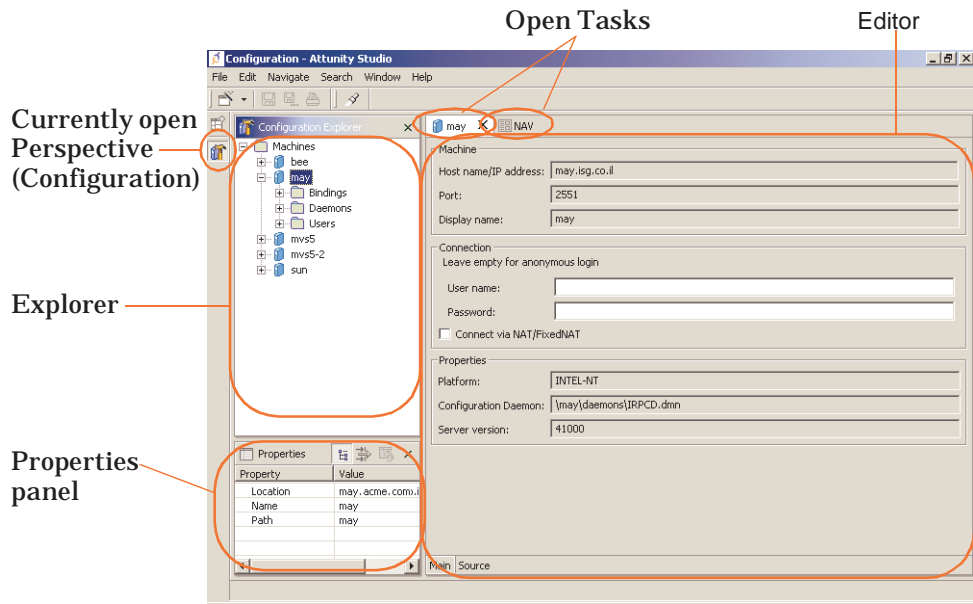 Open Tasks
Editor
Configuration - Attunity Studio
File Edit Navigate Search Window Help
Currently open
Perspective
(Configuration)
Configuration Explorer
Machines
bee
may
Bindings
Daemons
Users
mvs5
mvs5-2
sun
Explorer
may
NAV
Machine
Host name/IP address: may.isg.co.il
Port: 2551
Display name: may
Connection
Leave empty for anonymous login
User name:
Password:
Connect via NAT/FixedNAT
Properties
Platform: INTEL-NT
Configuration Daemon: \may\daemons\IRPCD.dmn
Server version: 41000
Properties
panel
Properties
Property Value
Location may.acme.com.i
Name may
Path may
Main Source